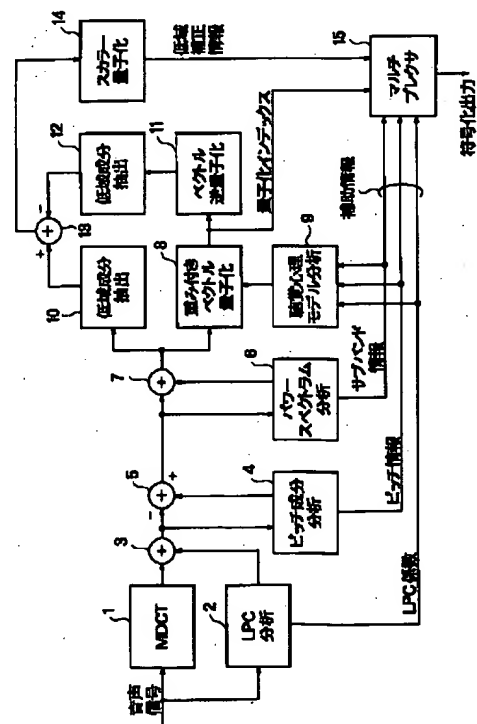 音声
信号
1
MDCT
2
LPC
分析
3
5
4
ピッチ成分
分析
7
6
パワー
スペクトラム
分析
10
低域成分
抽出
8
重み付き
ベクトル
量子化
9
聴覚心理
モデル分析
13
12
低域成分
抽出
11
ベクトル
逆量子化
14
スカラー
量子化
低域
補正
情報
量子化インデックス
15
マルチ
プレクサ
補助情報
サブバンド
情報
ピッチ情報
LPC係数
符号化出力